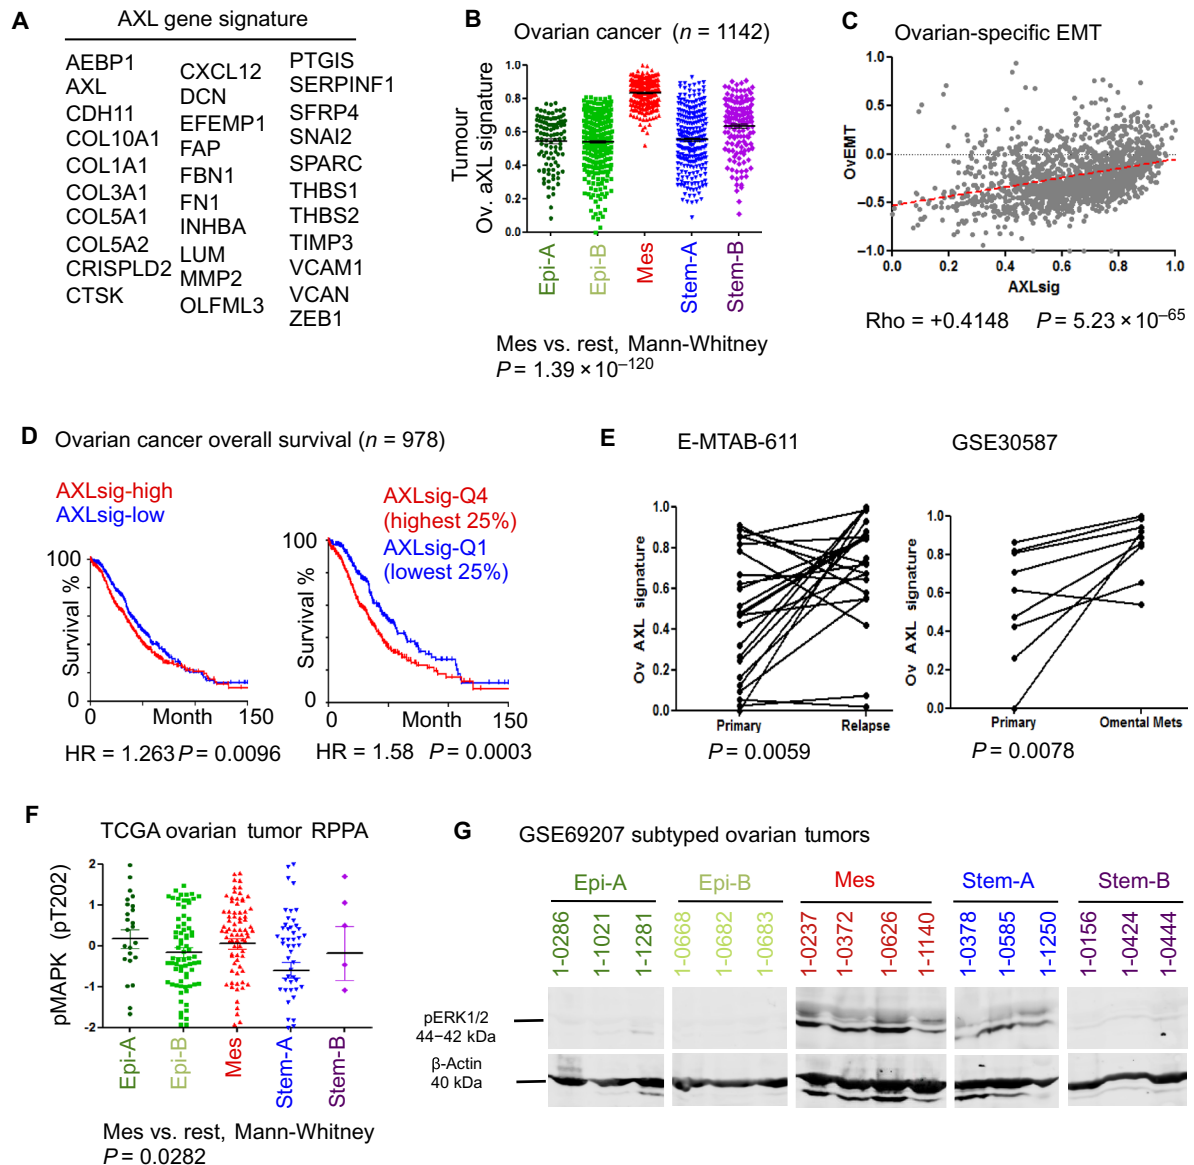 A
AXL gene signature
AEBP1
AXL
CDH11
COL10A1
COL1A1
COL3A1
COL5A1
COL5A2
CRISPLD2
CTSK
CXCL12
DCN
EFEMP1
FAP
FBN1
FN1
INHBA
LUM
MMP2
OLFML3
PTGIS
SERPINF1
SFRP4
SNAI2
SPARC
THBS1
THBS2
TIMP3
VCAM1
VCAN
ZEB1
B
Ovarian cancer (n = 1142)
Tumour
Ov. aXL signature
1.0
0.8
0.6
0.4
0.2
0.0
Epi-A
Epi-B
Mes
Stem-A
Stem-B
Mes vs. rest, Mann-Whitney
P = 1.39 × 10–120
C
Ovarian-specific EMT
OvEMT
1.0
0.5
0.0
−0.5
−1.0
0.0 0.2 0.4 0.6 0.8 1.0
AXLsig
Rho = +0.4148 P = 5.23 × 10–65
D
Ovarian cancer overall survival (n = 978)
AXLsig-high
AXLsig-low
Survival %
100
0
0 Month 150
HR = 1.263 P = 0.0096
AXLsig-Q4
(highest 25%)
AXLsig-Q1
(lowest 25%)
Survival %
100
0
0 Month 150
HR = 1.58 P = 0.0003
E
E-MTAB-611
Ov AXL signature
1.0
0.8
0.6
0.4
0.2
0.0
Primary Relapse
P = 0.0059
GSE30587
Ov AXL signature
1.0
0.8
0.6
0.4
0.2
0.0
Primary Omental Mets
P = 0.0078
F
TCGA ovarian tumor RPPA
pMAPK (pT202)
2
1
0
-1
-2
Epi-A
Epi-B
Mes
Stem-A
Stem-B
Mes vs. rest, Mann-Whitney
P = 0.0282
G
GSE69207 subtyped ovarian tumors
Epi-A Epi-B Mes Stem-A Stem-B
1-0286
1-1021
1-1281
1-0668
1-0682
1-0683
1-0237
1-0372
1-0626
1-1140
1-0378
1-0585
1-1250
1-0156
1-0424
1-0444
pERK1/2
44–42 kDa
β-Actin
40 kDa